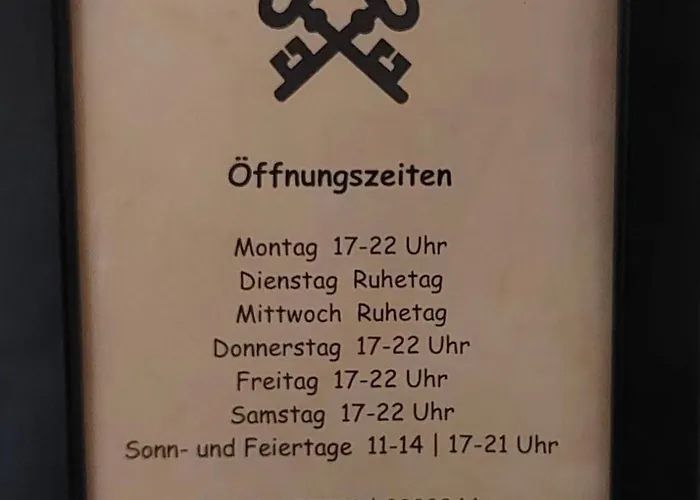 Öffnungszeiten
Montag 17-22 Uhr
Dienstag Ruhetag
Mittwoch Ruhetag
Donnerstag 17-22 Uhr
Freitag 17-22 Uhr
Samstag 17-22 Uhr
Sonn- und Feiertage 11-14 | 17-21 Uhr